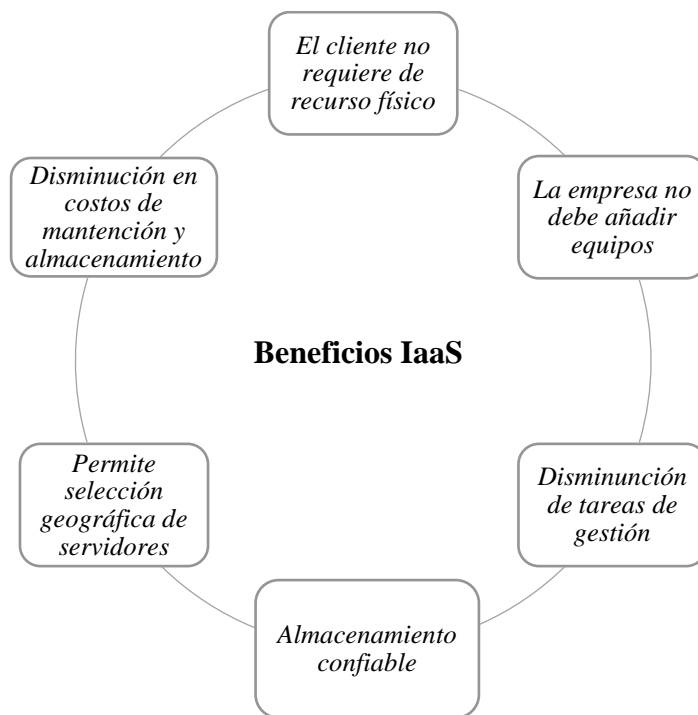 El cliente no
requiere de
recurso físico
La empresa no
debe añadir
equipos
Disminunción
de tareas de
gestión
Almacenamiento
confiable
Permite
selección
geográfica de
servidores
Disminución en
costos de
mantención y
almacenamiento
Beneficios IaaS